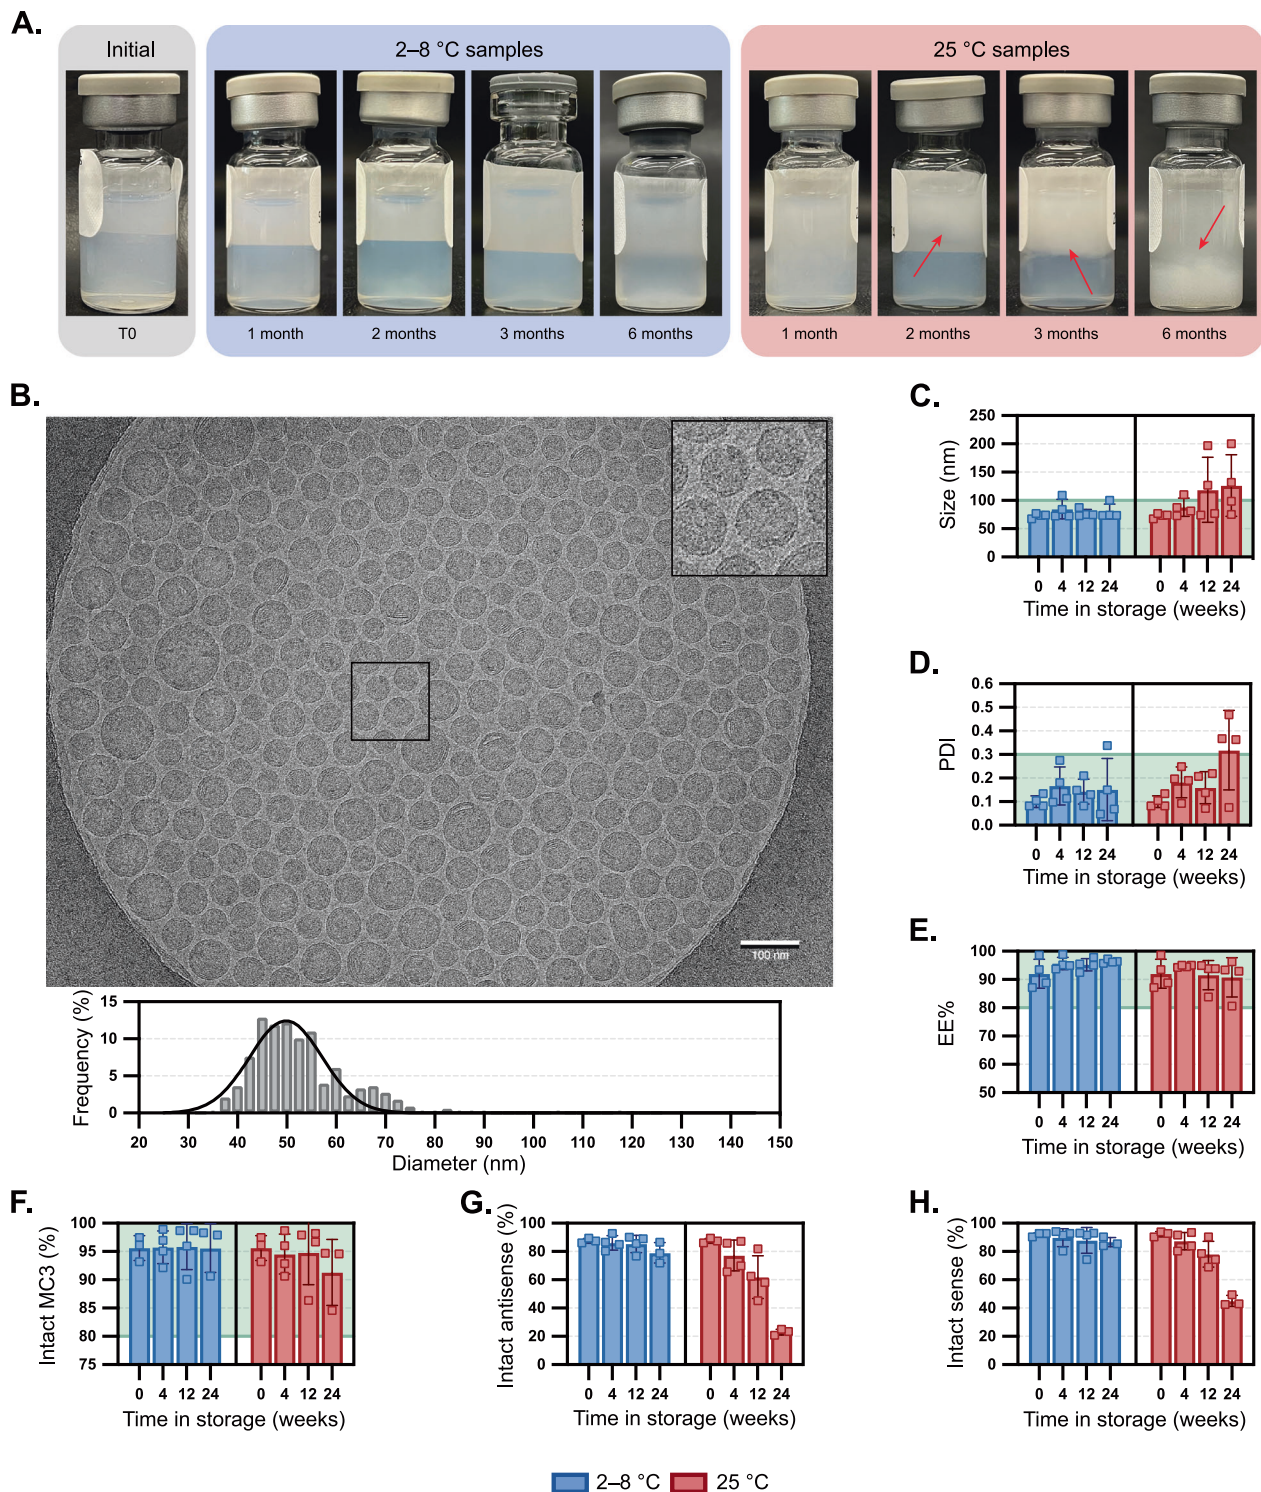 A.
Initial
2–8 °C samples
25 °C samples
T0
1 month
2 months
3 months
6 months
1 month
2 months
3 months
6 months
B.
100 nm
Frequency (%)
15
10
5
0
20 30 40 50 60 70 80 90 100 110 120 130 140 150
Diameter (nm)
C.
Size (nm)
250
200
150
100
50
0
0 4 12 24 0 4 12 24
Time in storage (weeks)
D.
PDI
0.6
0.5
0.4
0.3
0.2
0.1
0.0
0 4 12 24 0 4 12 24
Time in storage (weeks)
E.
EE%
100
90
80
70
60
50
0 4 12 24 0 4 12 24
Time in storage (weeks)
F.
Intact MC3 (%)
100
95
90
85
80
75
0 4 12 24 0 4 12 24
Time in storage (weeks)
G.
Intact antisense (%)
100
80
60
40
20
0
0 4 12 24 0 4 12 24
Time in storage (weeks)
H.
Intact sense (%)
100
80
60
40
20
0
0 4 12 24 0 4 12 24
Time in storage (weeks)
2–8 °C 25 °C